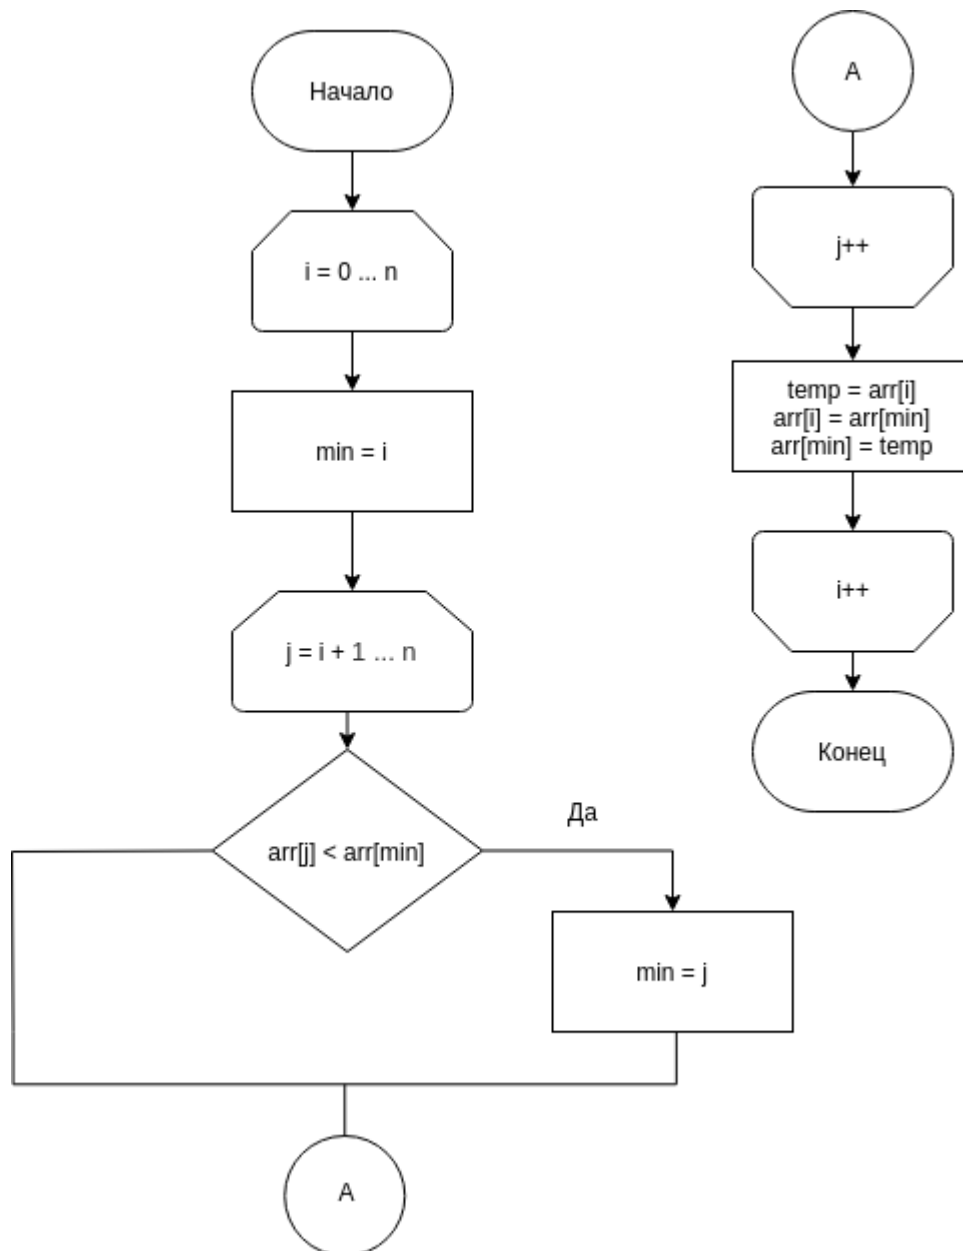 Начало
i = 0 ... n
min = i
j = i + 1 ... n
arr[j] < arr[min]
Да
min = j
A
A
j++
temp = arr[i]
arr[i] = arr[min]
arr[min] = temp
i++
Конец